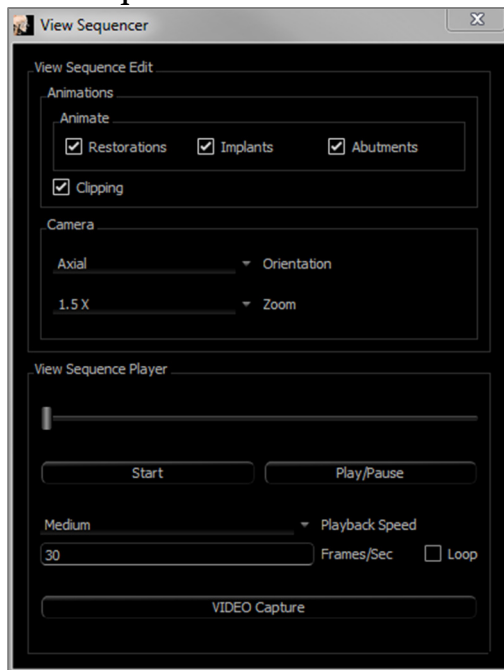 View Sequencer
View Sequence Edit
Animations
Animate
Restorations Implants Abutments
Clipping
Camera
Axial Orientation
1.5 X Zoom
View Sequence Player
Start Play/Pause
Medium Playback Speed
30 Frames/Sec Loop
VIDEO Capture